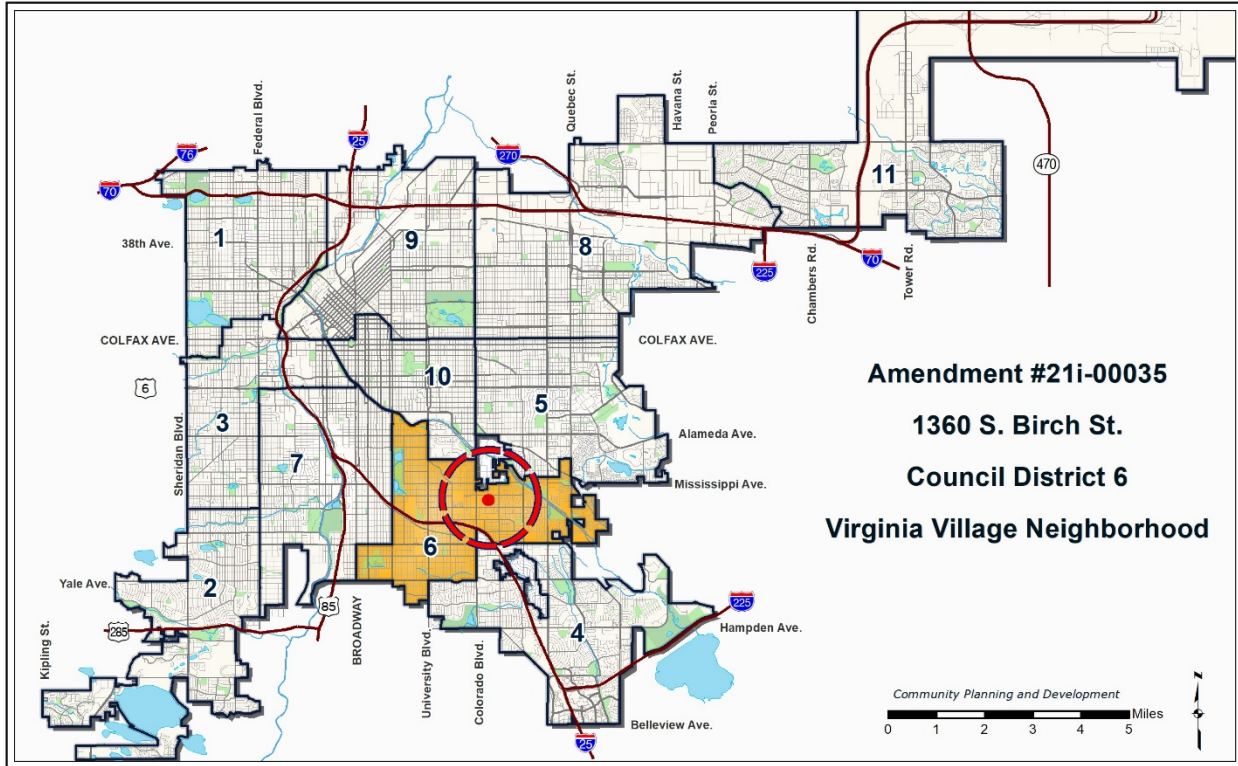 Federal Blvd.
Quebec St.
Havana St.
Peoria St.
76
25
270
70
470
11
38th Ave.
1
9
8
225
70
Chambers Rd.
Tower Rd.
COLFAX AVE.
COLFAX AVE.
6
10
5
3
Sheridan Blvd.
7
Alameda Ave.
Mississippi Ave.
6
Yale Ave.
2
85
285
BROADWAY
University Blvd.
Colorado Blvd.
4
225
Hampden Ave.
Kipling St.
25
Belleview Ave.
Amendment #21i-00035
1360 S. Birch St.
Council District 6
Virginia Village Neighborhood
Community Planning and Development
Miles
0 1 2 3 4 5
N